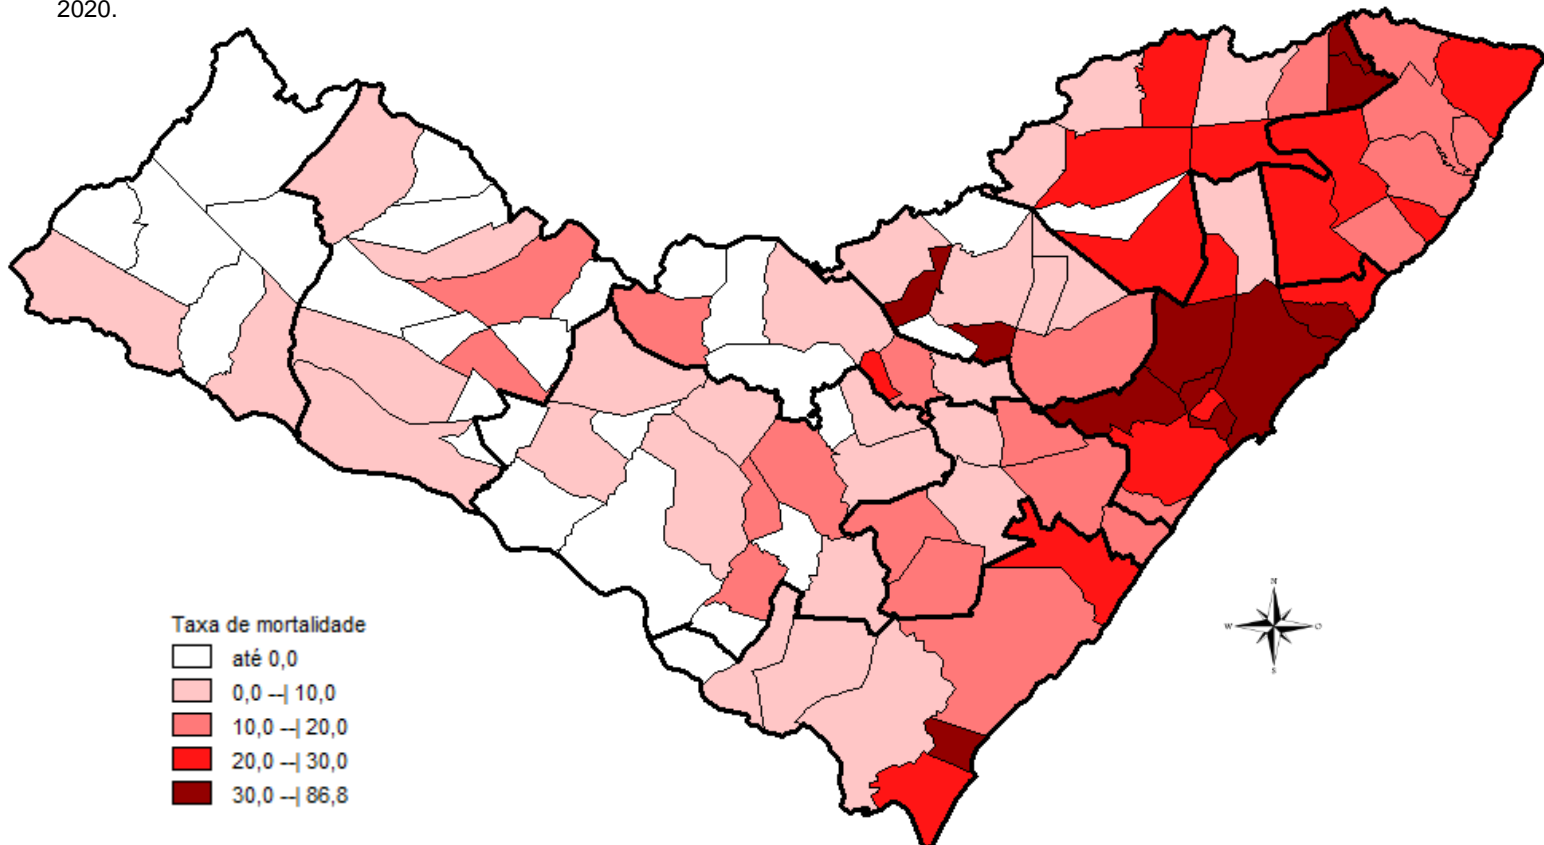 2020.
Taxa de mortalidade
até 0,0
0,0 --| 10,0
10,0 --| 20,0
20,0 --| 30,0
30,0 --| 86,8
N
W O
S